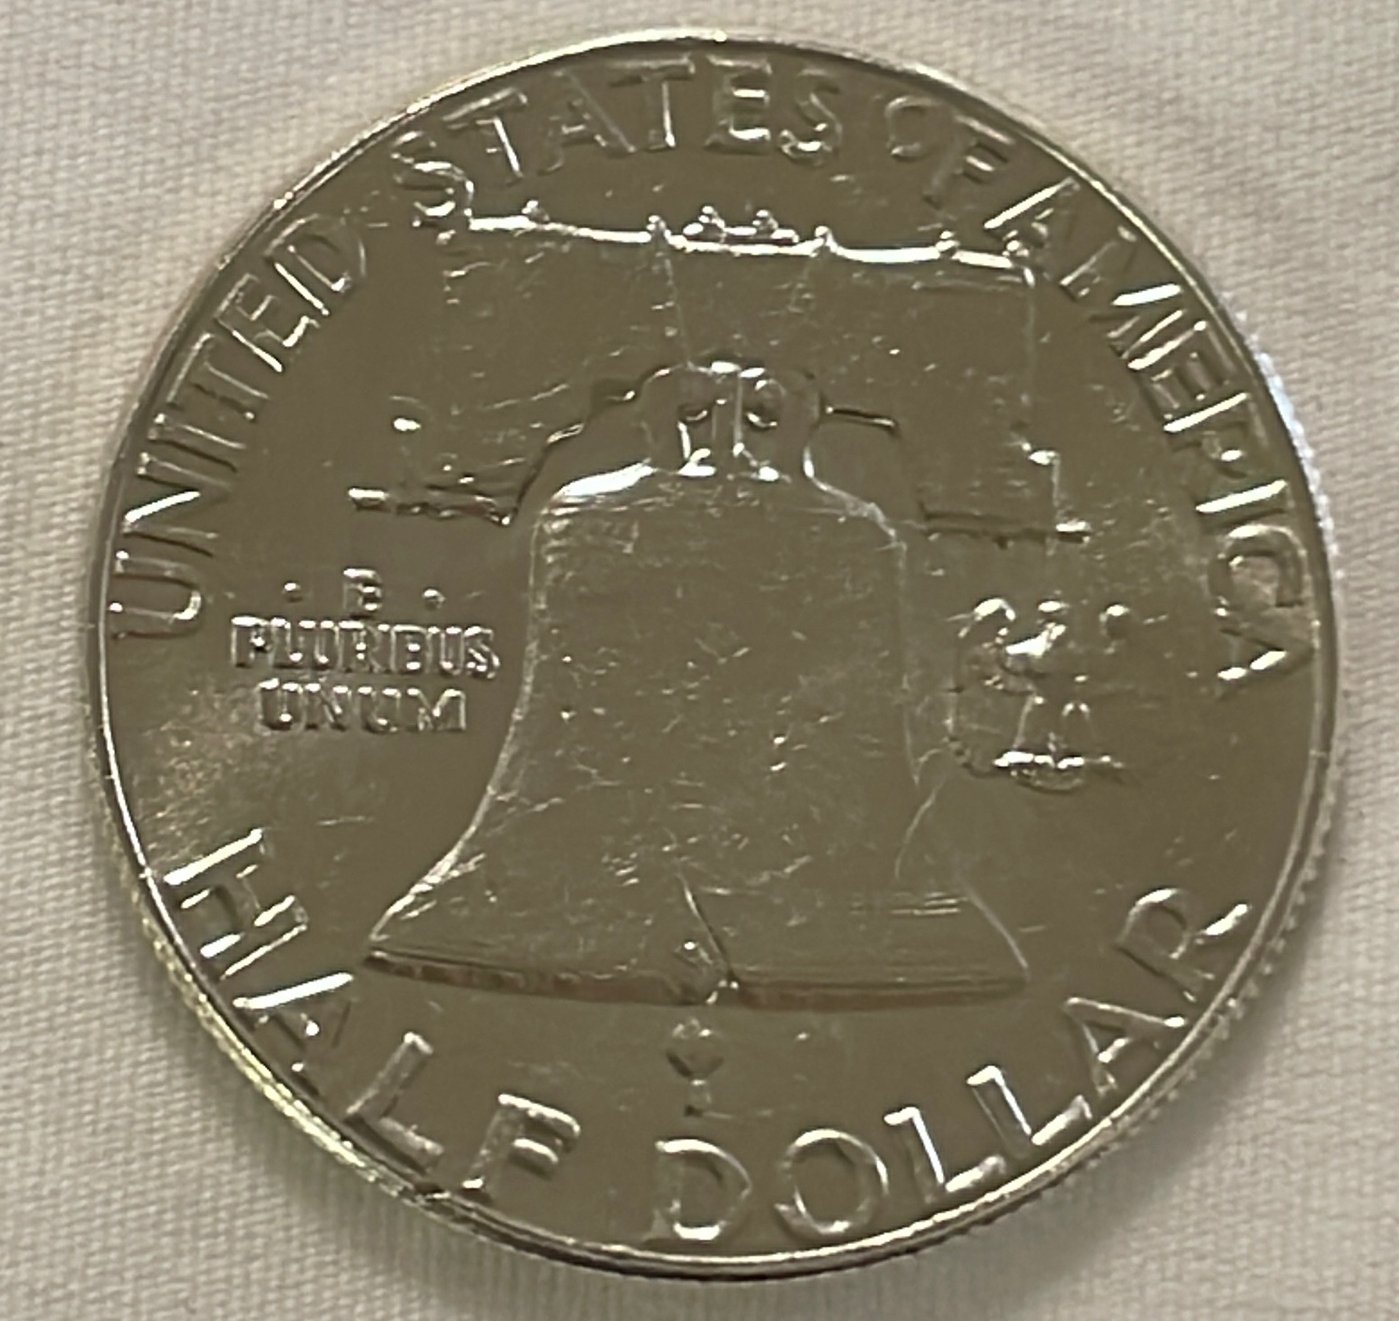 UNITED STATES OF AMERICA
· E ·
PLURIBUS
UNUM
HALF DOLLAR